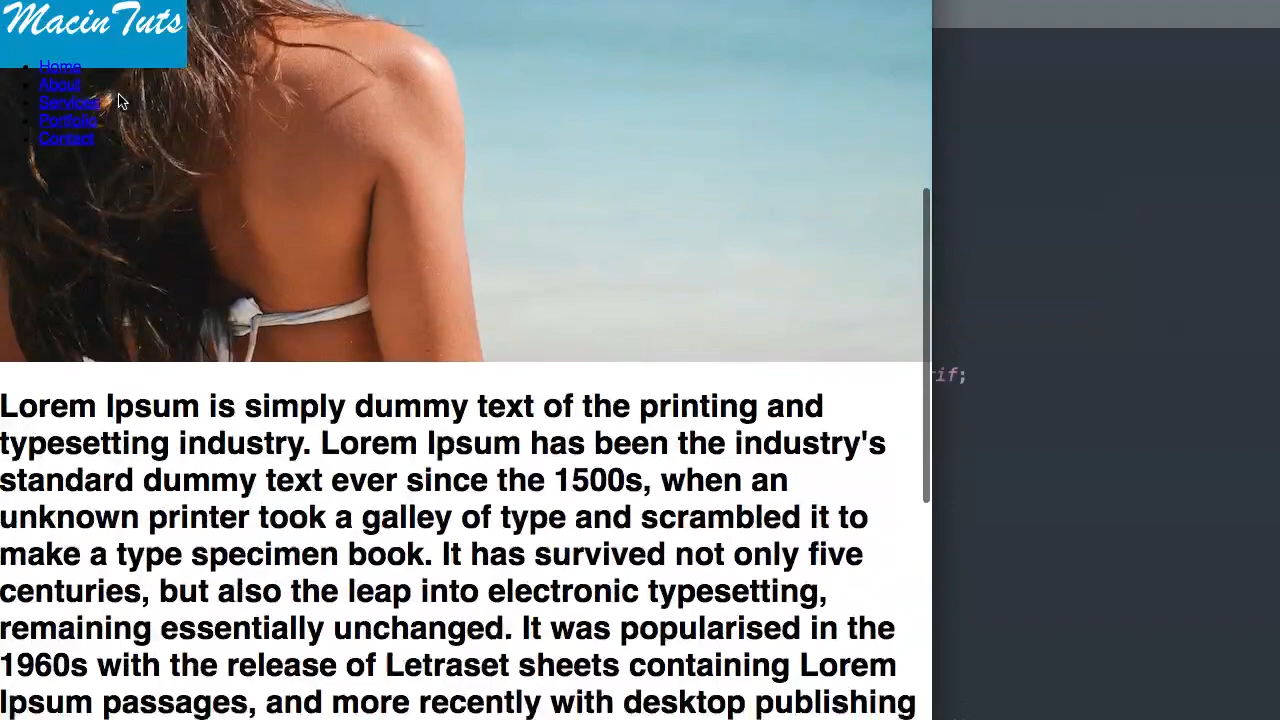 MacinTuts
Home
About
Services
Portfolio
Contact
rif;
Lorem Ipsum is simply dummy text of the printing and
typesetting industry. Lorem Ipsum has been the industry's
standard dummy text ever since the 1500s, when an
unknown printer took a galley of type and scrambled it to
make a type specimen book. It has survived not only five
centuries, but also the leap into electronic typesetting,
remaining essentially unchanged. It was popularised in the
1960s with the release of Letraset sheets containing Lorem
Ipsum passages, and more recently with desktop publishing